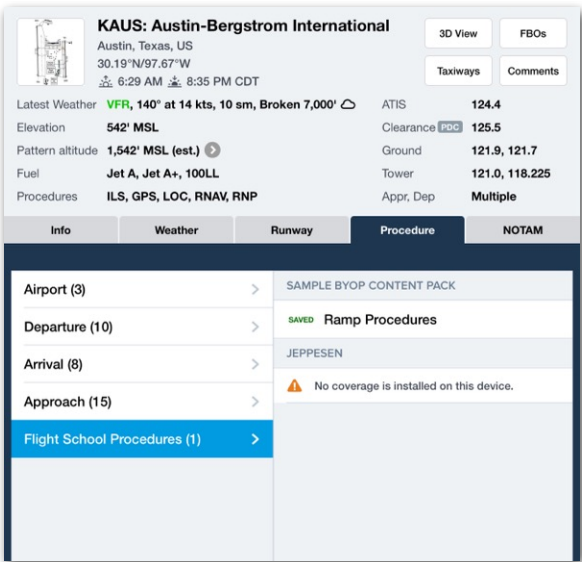 KAUS: Austin-Bergstrom International
Austin, Texas, US
30.19°N/97.67°W
6:29 AM 8:35 PM CDT
3D View
FBOs
Taxiways
Comments
Latest Weather VFR, 140° at 14 kts, 10 sm, Broken 7,000'
ATIS 124.4
Elevation 542' MSL
Clearance PDC 125.5
Pattern altitude 1,542' MSL (est.)
Ground 121.9, 121.7
Fuel Jet A, Jet A+, 100LL
Tower 121.0, 118.225
Procedures ILS, GPS, LOC, RNAV, RNP
Appr, Dep Multiple
Info Weather Runway Procedure NOTAM
Airport (3)
Departure (10)
Arrival (8)
Approach (15)
Flight School Procedures (1)
SAMPLE BYOP CONTENT PACK
SAVED Ramp Procedures
JEPPESEN
No coverage is installed on this device.